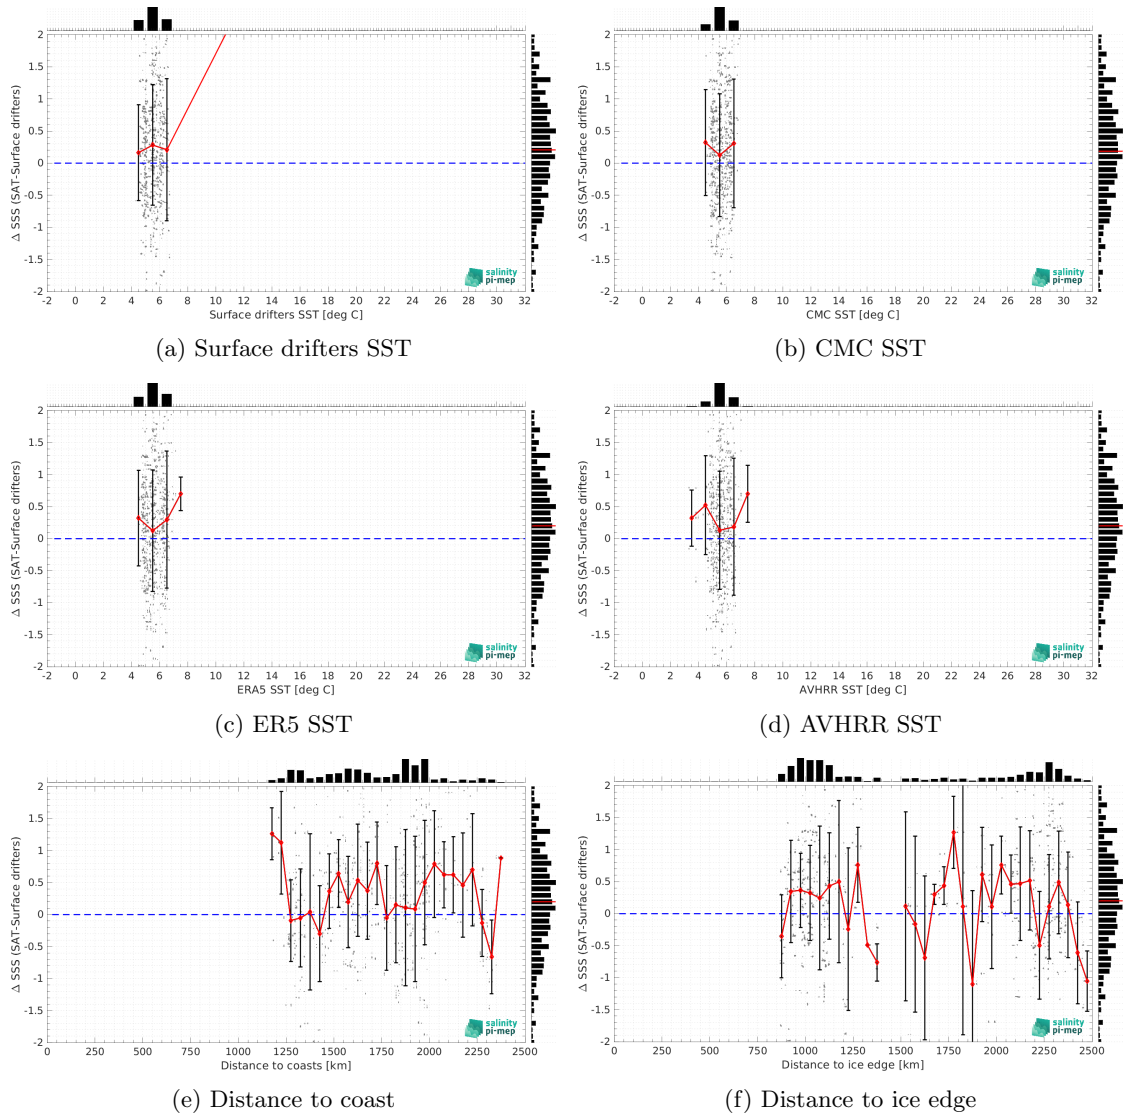 2
1.5
1
0.5
0
-0.5
-1
-1.5
-2
Δ SSS (SAT-Surface drifters)
salinity
pi-mep
-2 0 2 4 6 8 10 12 14 16 18 20 22 24 26 28 30 32
Surface drifters SST [deg C]
(a) Surface drifters SST
2
1.5
1
0.5
0
-0.5
-1
-1.5
-2
Δ SSS (SAT-Surface drifters)
salinity
pi-mep
-2 0 2 4 6 8 10 12 14 16 18 20 22 24 26 28 30 32
CMC SST [deg C]
(b) CMC SST
2
1.5
1
0.5
0
-0.5
-1
-1.5
-2
Δ SSS (SAT-Surface drifters)
salinity
pi-mep
-2 0 2 4 6 8 10 12 14 16 18 20 22 24 26 28 30 32
ERA5 SST [deg C]
(c) ER5 SST
2
1.5
1
0.5
0
-0.5
-1
-1.5
-2
Δ SSS (SAT-Surface drifters)
salinity
pi-mep
-2 0 2 4 6 8 10 12 14 16 18 20 22 24 26 28 30 32
AVHRR SST [deg C]
(d) AVHRR SST
2
1.5
1
0.5
0
-0.5
-1
-1.5
-2
Δ SSS (SAT-Surface drifters)
salinity
pi-mep
0 250 500 750 1000 1250 1500 1750 2000 2250 2500
Distance to coasts [km]
(e) Distance to coast
2
1.5
1
0.5
0
-0.5
-1
-1.5
-2
Δ SSS (SAT-Surface drifters)
salinity
pi-mep
0 250 500 750 1000 1250 1500 1750 2000 2250 2500
Distance to ice edge [km]
(f) Distance to ice edge